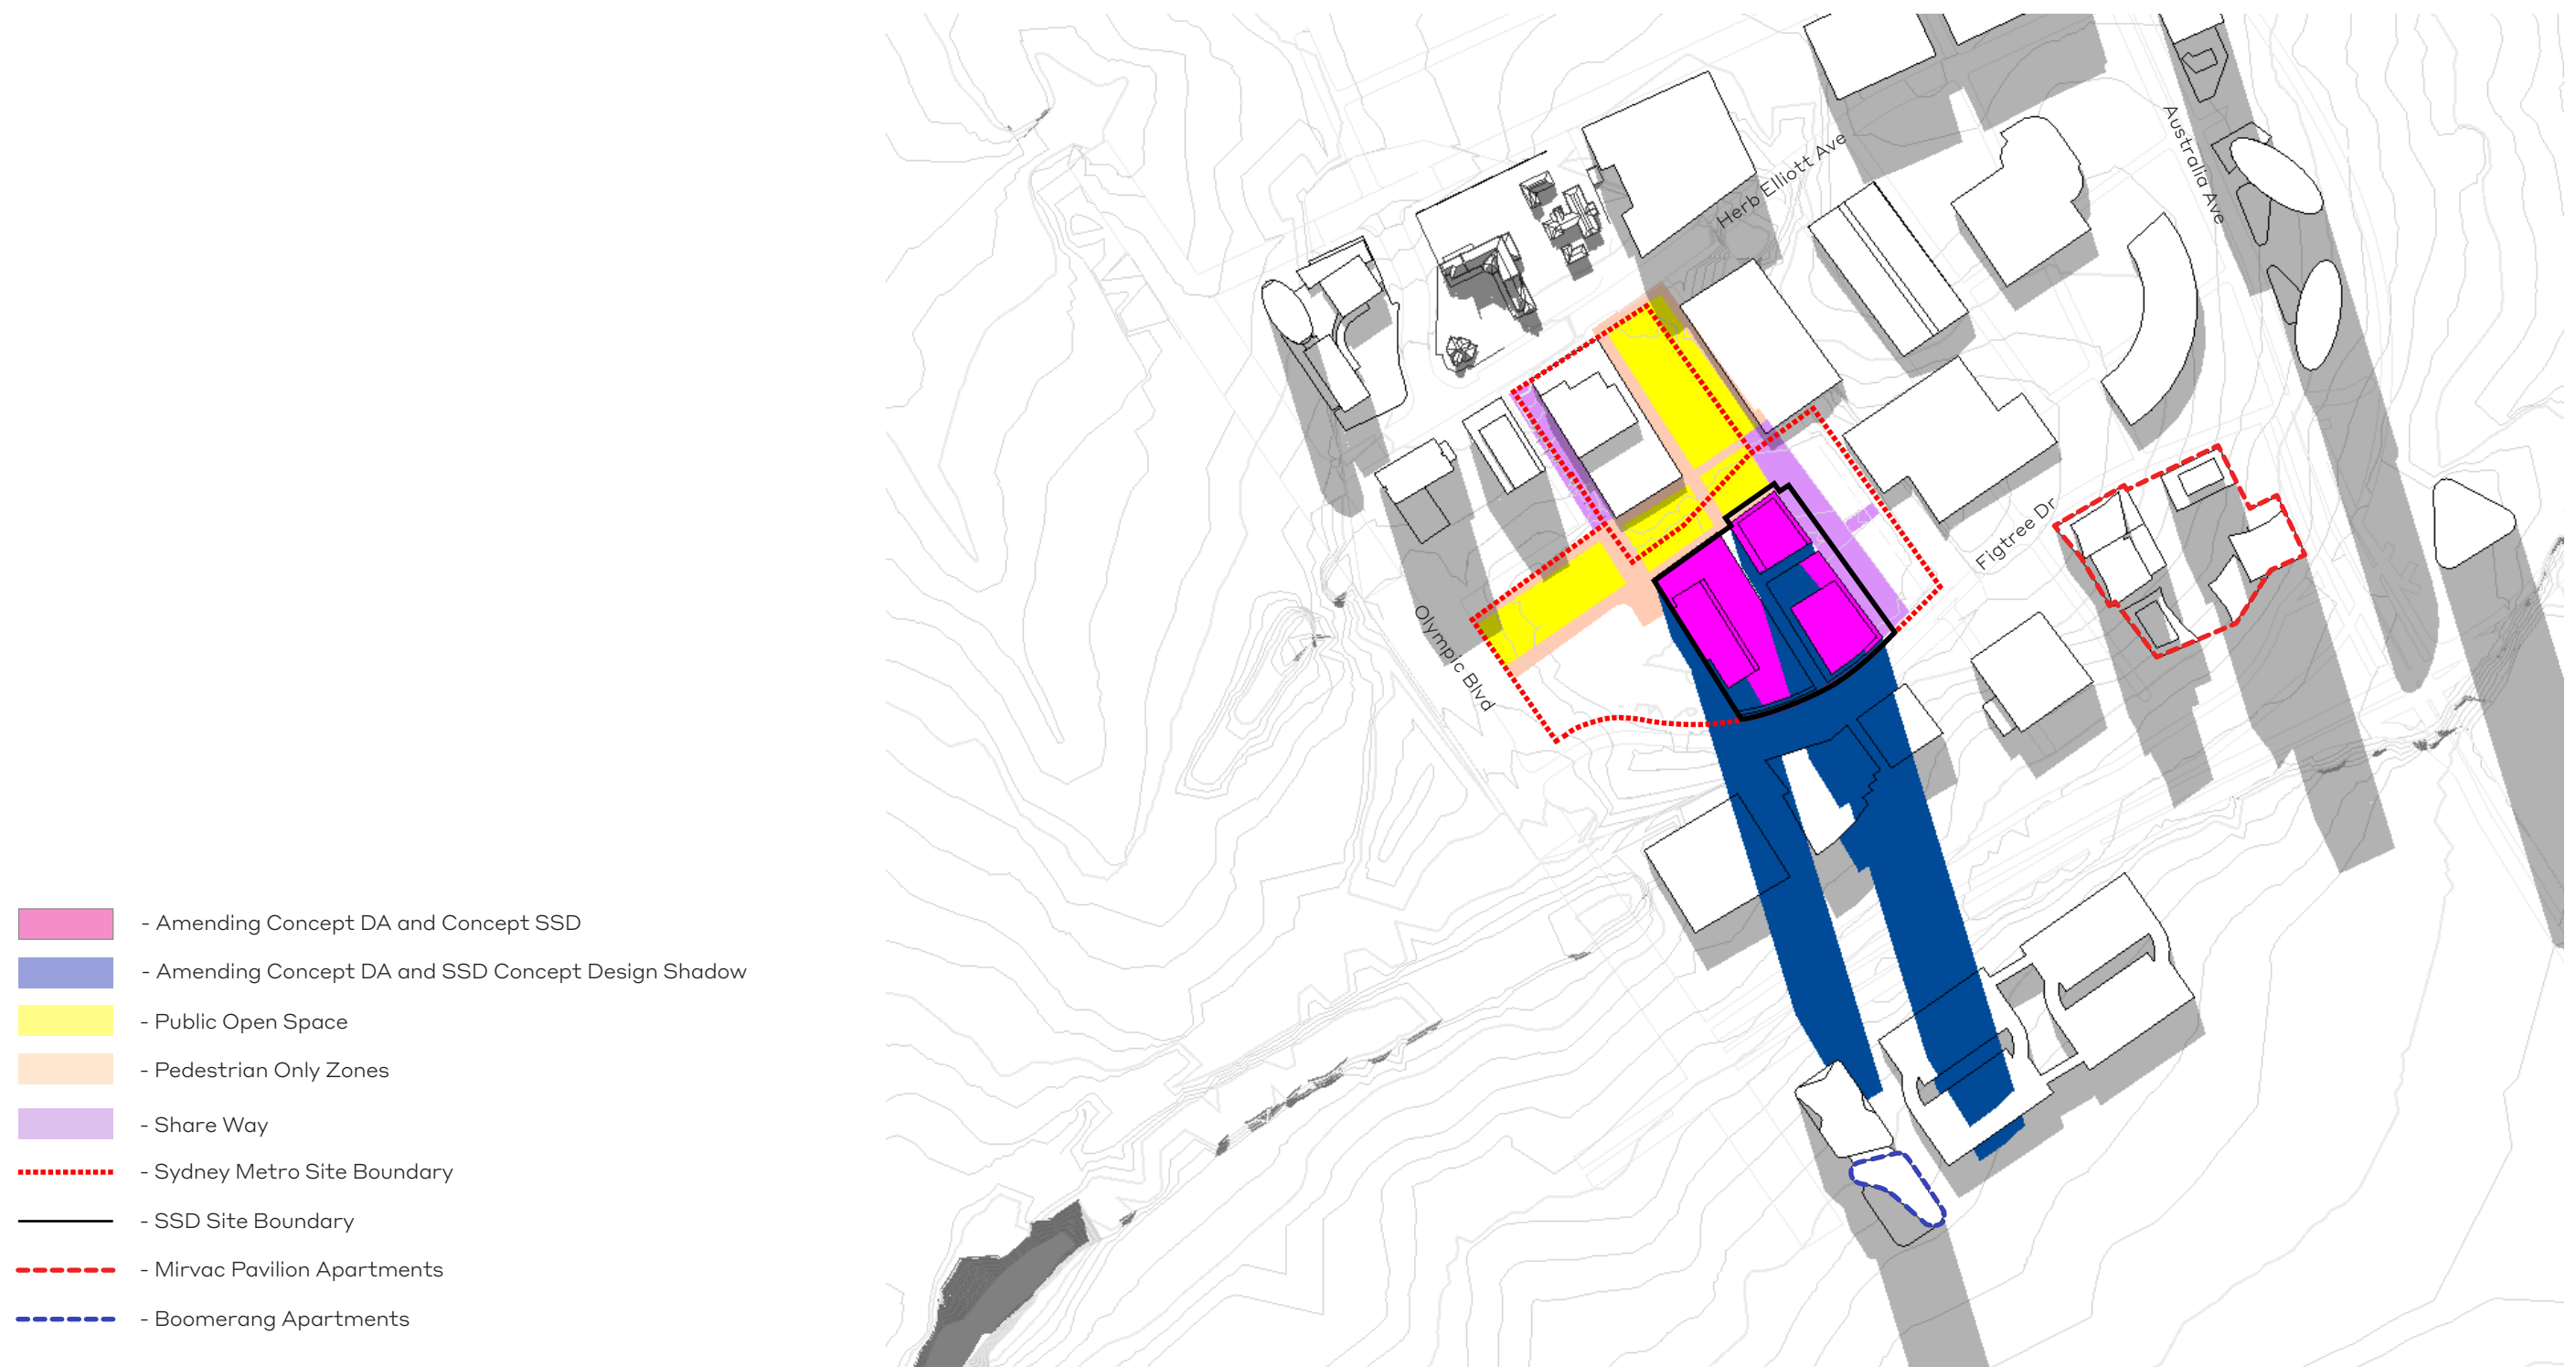 Herb Elliott Ave
Australia Ave
Figtree Dr
Olympic Blvd
- Amending Concept DA and Concept SSD
- Amending Concept DA and SSD Concept Design Shadow
- Public Open Space
- Pedestrian Only Zones
- Share Way
- Sydney Metro Site Boundary
- SSD Site Boundary
- Mirvac Pavilion Apartments
- Boomerang Apartments